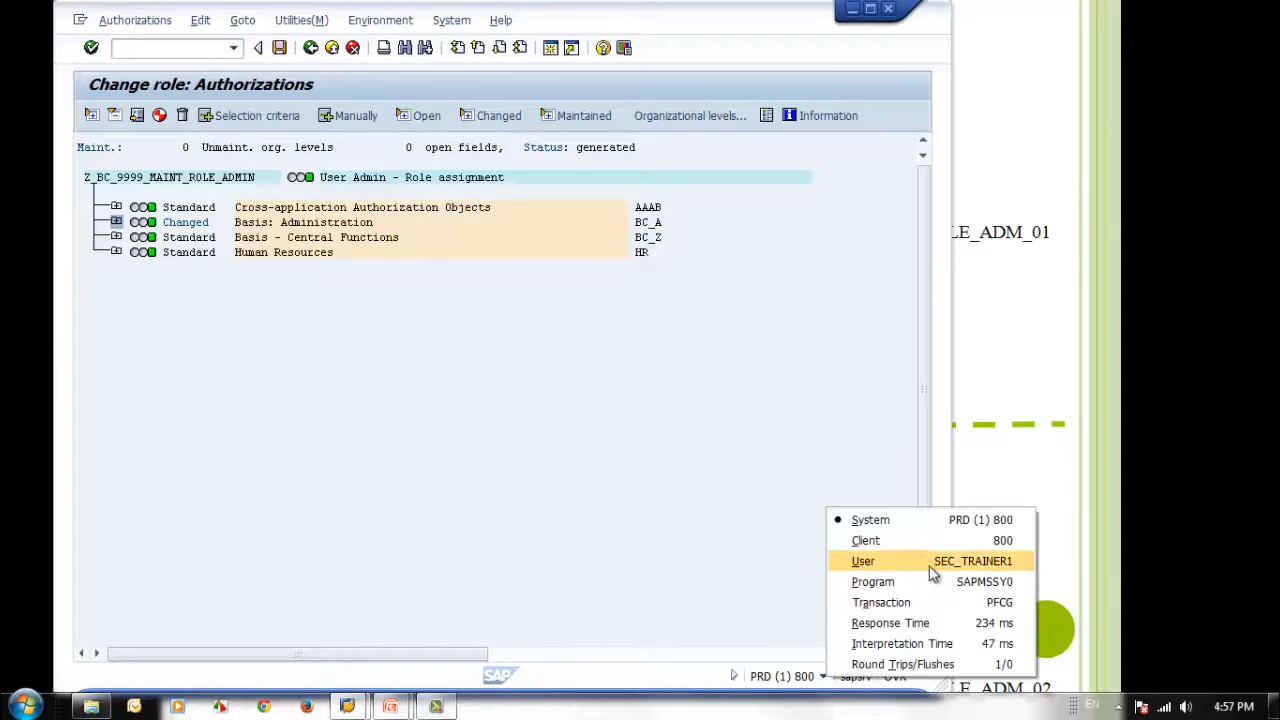 Authorizations Edit Goto Utilities(M) Environment System Help
Change role: Authorizations
Selection criteria Manually Open Changed Maintained Organizational levels... Information
Maint.: 0 Unmaint. org. levels 0 open fields, Status: generated
Z_BC_9999_MAINT_ROLE_ADMIN User Admin - Role assignment
Standard Cross-application Authorization Objects AAAB
Changed Basis: Administration BC_A
Standard Basis - Central Functions BC_Z
Standard Human Resources HR
LE_ADM_01
System PRD (1) 800
Client 800
User SEC_TRAINER1
Program SAPMSSY0
Transaction PFCG
Response Time 234 ms
Interpretation Time 47 ms
Round Trips/Flushes 1/0
SAP PRD (1) 800 sapsrv OVR
LE_ADM_02
EN 4:57 PM